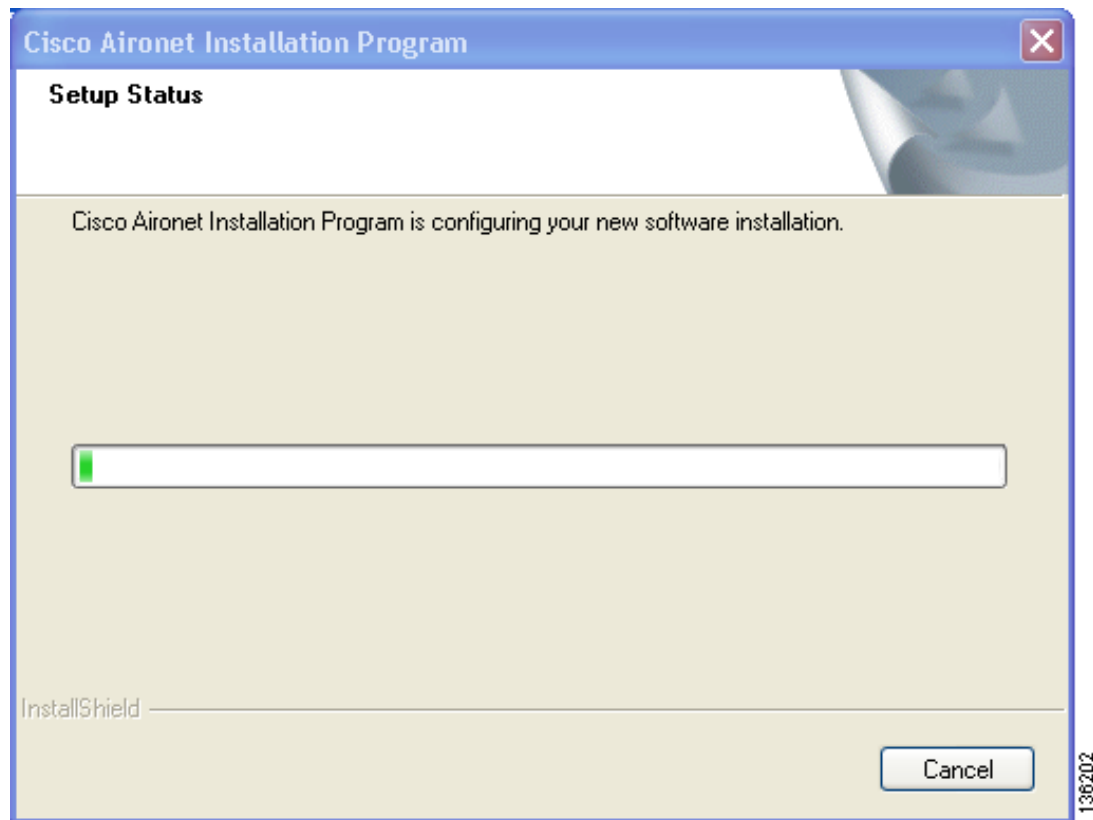 Cisco Aironet Installation Program
Setup Status
Cisco Aironet Installation Program is configuring your new software installation.
InstallShield
Cancel
136202